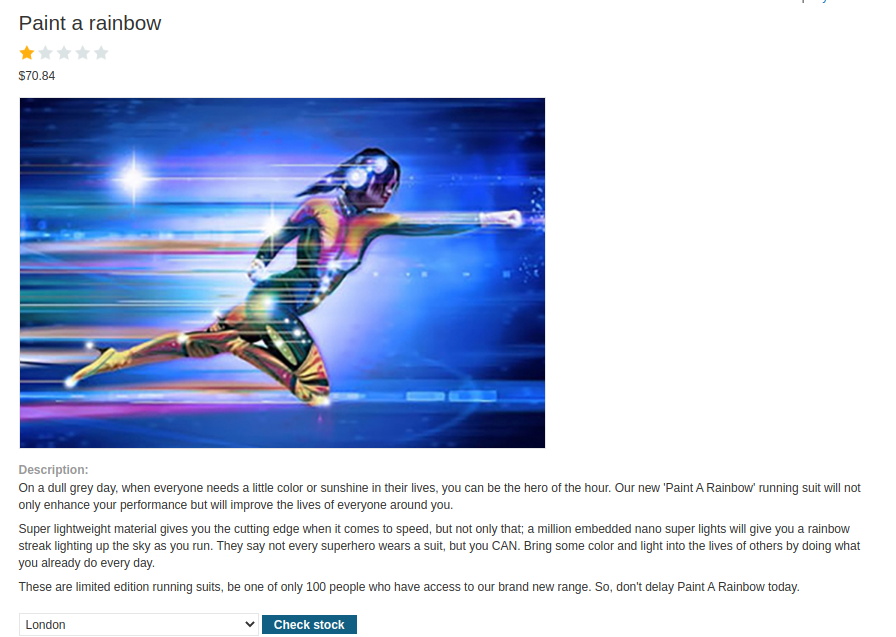 Paint a rainbow
$70.84
Description:
On a dull grey day, when everyone needs a little color or sunshine in their lives, you can be the hero of the hour. Our new 'Paint A Rainbow' running suit will not
only enhance your performance but will improve the lives of everyone around you.
Super lightweight material gives you the cutting edge when it comes to speed, but not only that; a million embedded nano super lights will give you a rainbow
streak lighting up the sky as you run. They say not every superhero wears a suit, but you CAN. Bring some color and light into the lives of others by doing what
you already do every day.
These are limited edition running suits, be one of only 100 people who have access to our brand new range. So, don't delay Paint A Rainbow today.
London
Check stock